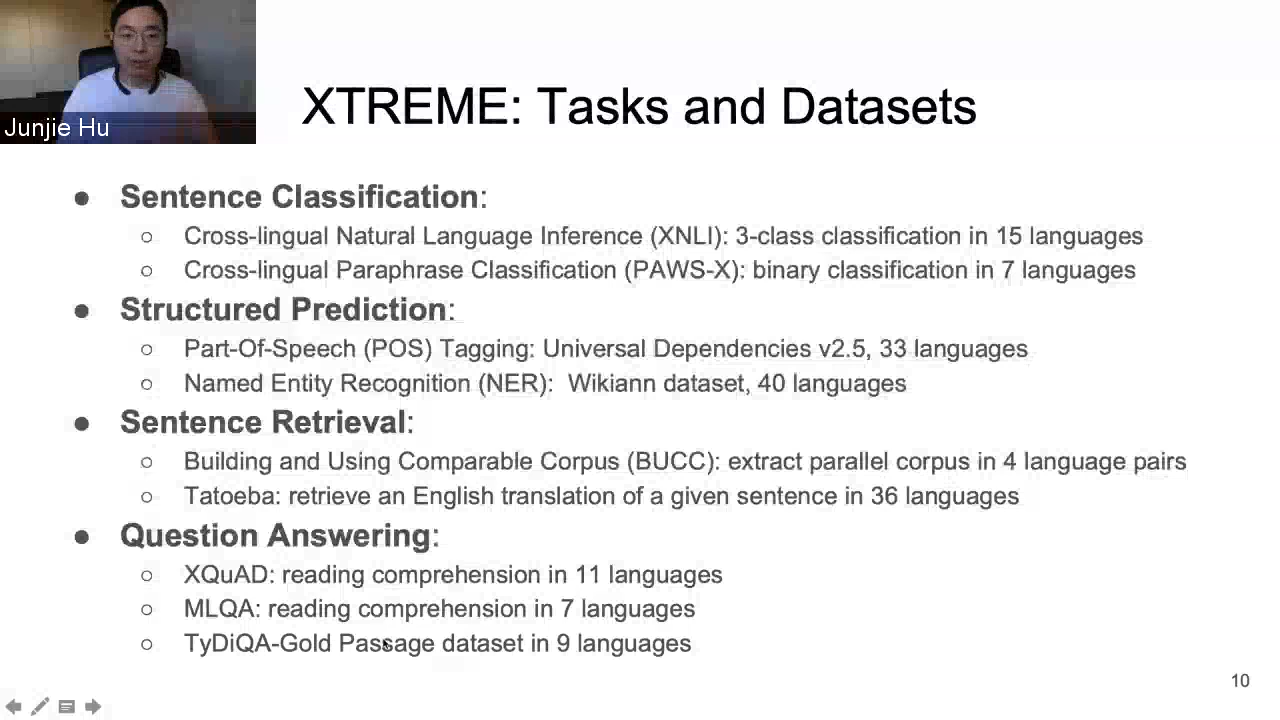 Junjie Hu
XTREME: Tasks and Datasets
● Sentence Classification:
○ Cross-lingual Natural Language Inference (XNLI): 3-class classification in 15 languages
○ Cross-lingual Paraphrase Classification (PAWS-X): binary classification in 7 languages
● Structured Prediction:
○ Part-Of-Speech (POS) Tagging: Universal Dependencies v2.5, 33 languages
○ Named Entity Recognition (NER):  Wikiann dataset, 40 languages
● Sentence Retrieval:
○ Building and Using Comparable Corpus (BUCC): extract parallel corpus in 4 language pairs
○ Tatoeba: retrieve an English translation of a given sentence in 36 languages
● Question Answering:
○ XQuAD: reading comprehension in 11 languages
○ MLQA: reading comprehension in 7 languages
○ TyDiQA-Gold Passage dataset in 9 languages
10